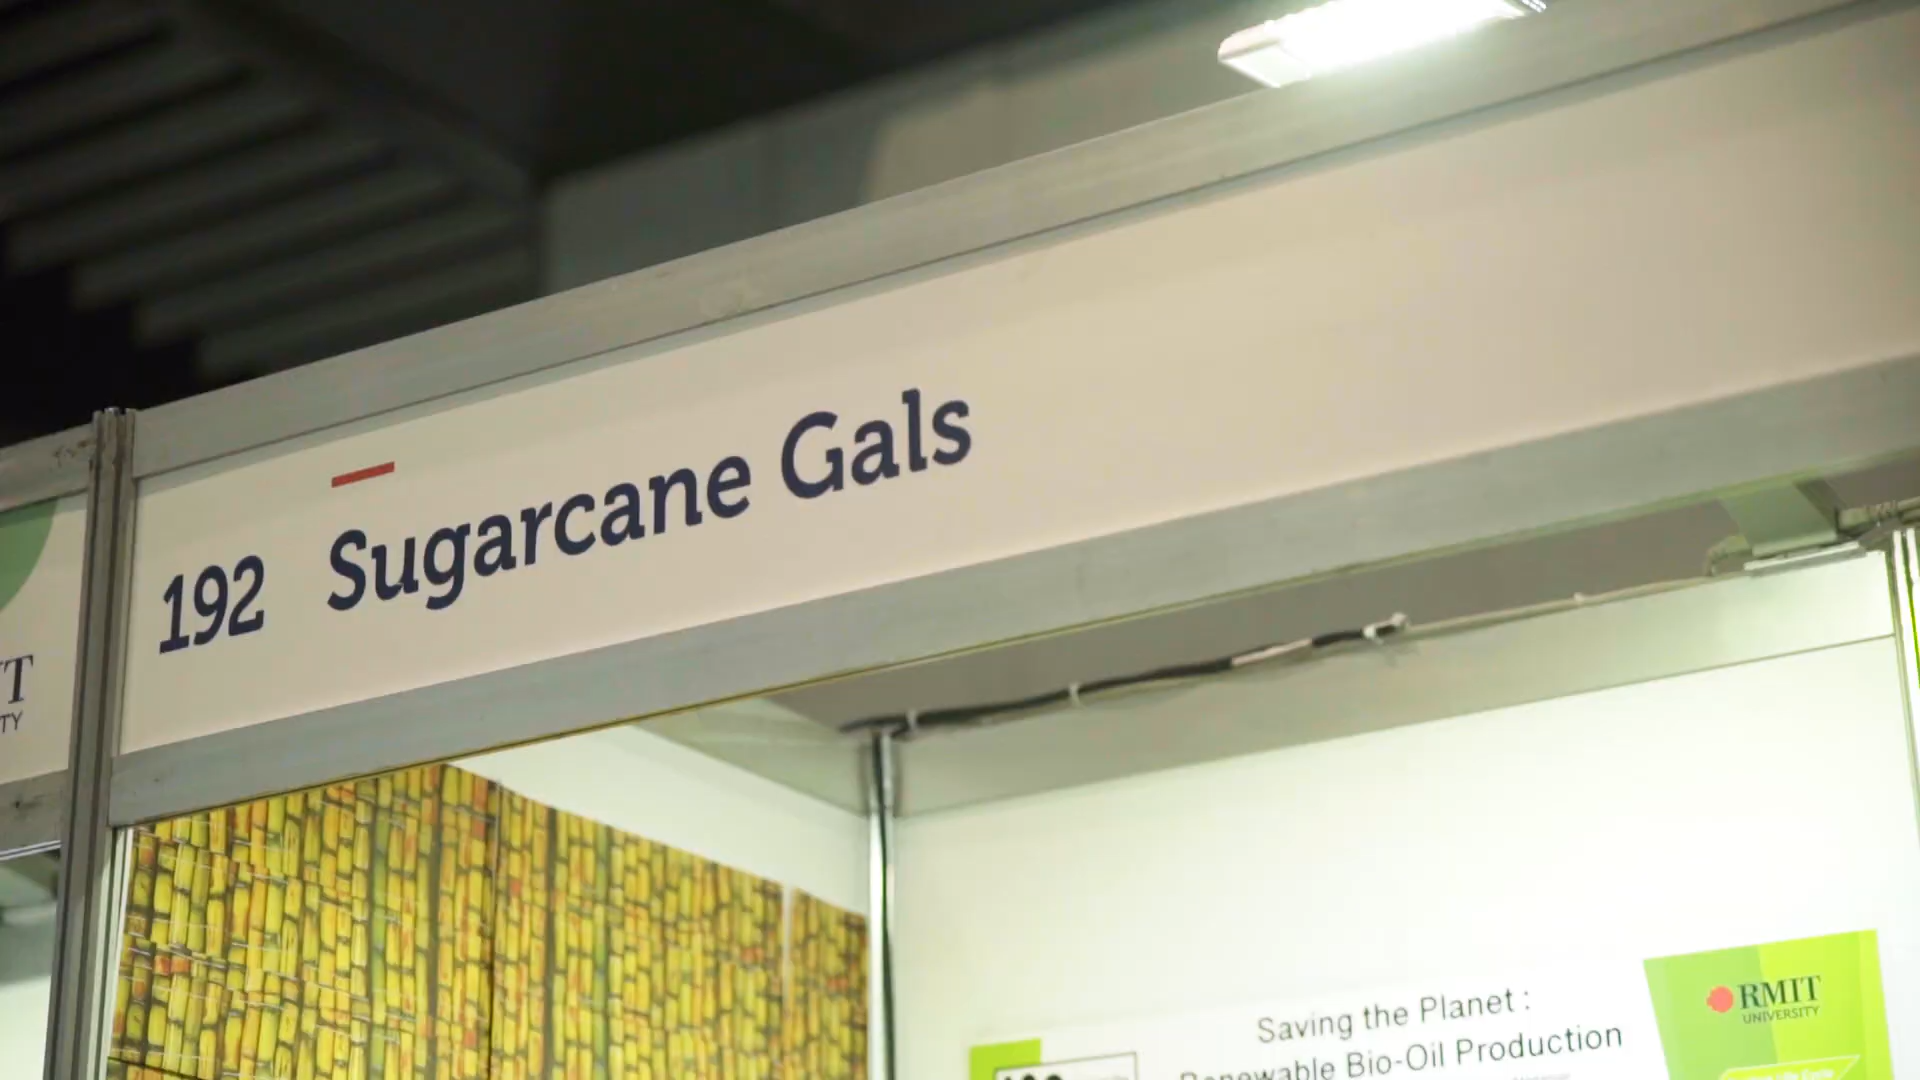 192 Sugarcane Gals
Saving the Planet :
Renewable Bio-Oil Production
RMIT
UNIVERSITY